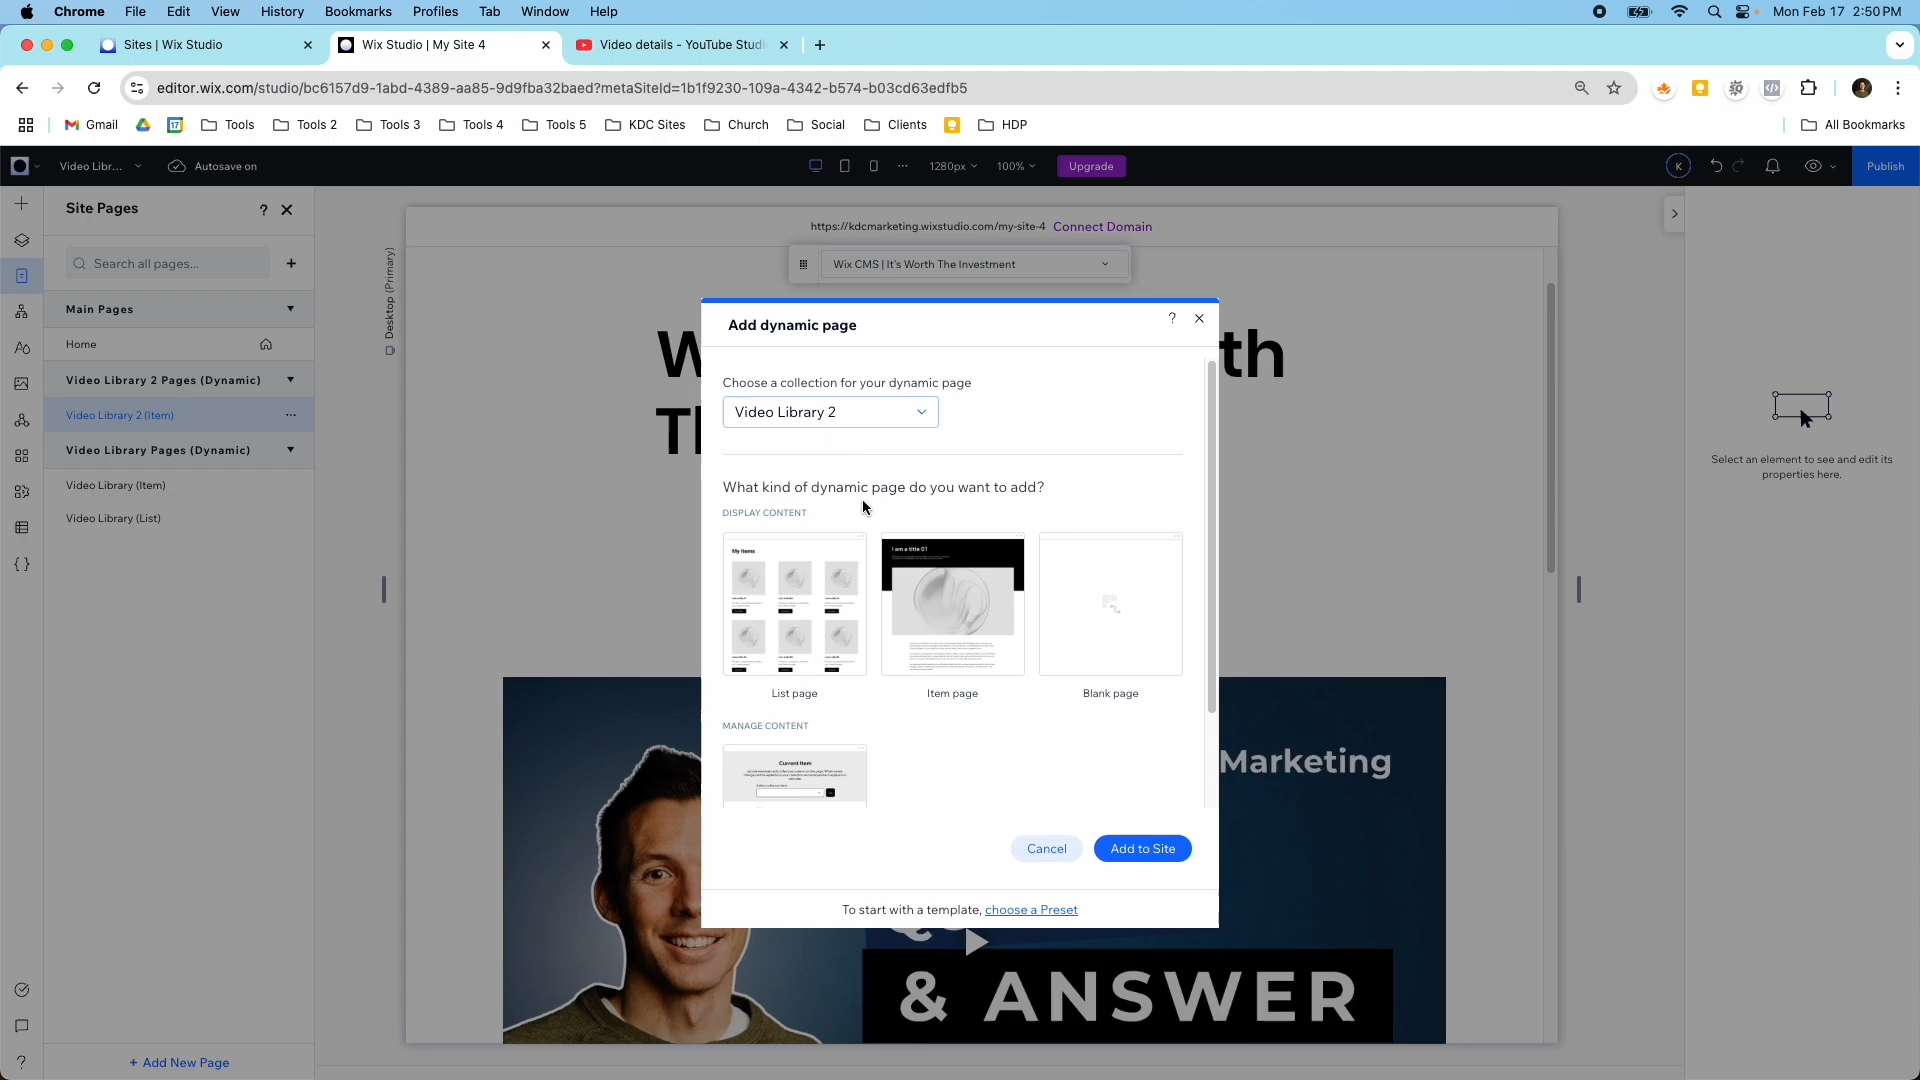 Chrome File Edit View History Bookmarks Profiles Tab Window Help Mon Feb 17 2:50 PM
Sites | Wix Studio
Wix Studio | My Site 4
Video details - YouTube Studi
editor.wix.com/studio/bc6157d9-1abd-4389-aa85-9d9fba32baed?metaSiteId=1b1f9230-109a-4342-b574-b03cd63edfb5
Gmail 17 Tools Tools 2 Tools 3 Tools 4 Tools 5 KDC Sites Church Social Clients HDP All Bookmarks
Video Libr... Autosave on 1280px 100% Upgrade K Publish
Site Pages ?
Search all pages...
Main Pages
Home
Video Library 2 Pages (Dynamic)
Video Library 2 (Item)
Video Library Pages (Dynamic)
Video Library (Item)
Video Library (List)
+ Add New Page
Desktop (Primary)
https://kdcmarketing.wixstudio.com/my-site-4 Connect Domain
Wix CMS | It's Worth The Investment
W th
T
Add dynamic page ?
Choose a collection for your dynamic page
Video Library 2
What kind of dynamic page do you want to add?
DISPLAY CONTENT
My Items
I am a title 01
List page
Item page
Blank page
MANAGE CONTENT
Current Item
Cancel
Add to Site
To start with a template, choose a Preset
Marketing
& ANSWER
Select an element to see and edit its
properties here.
?